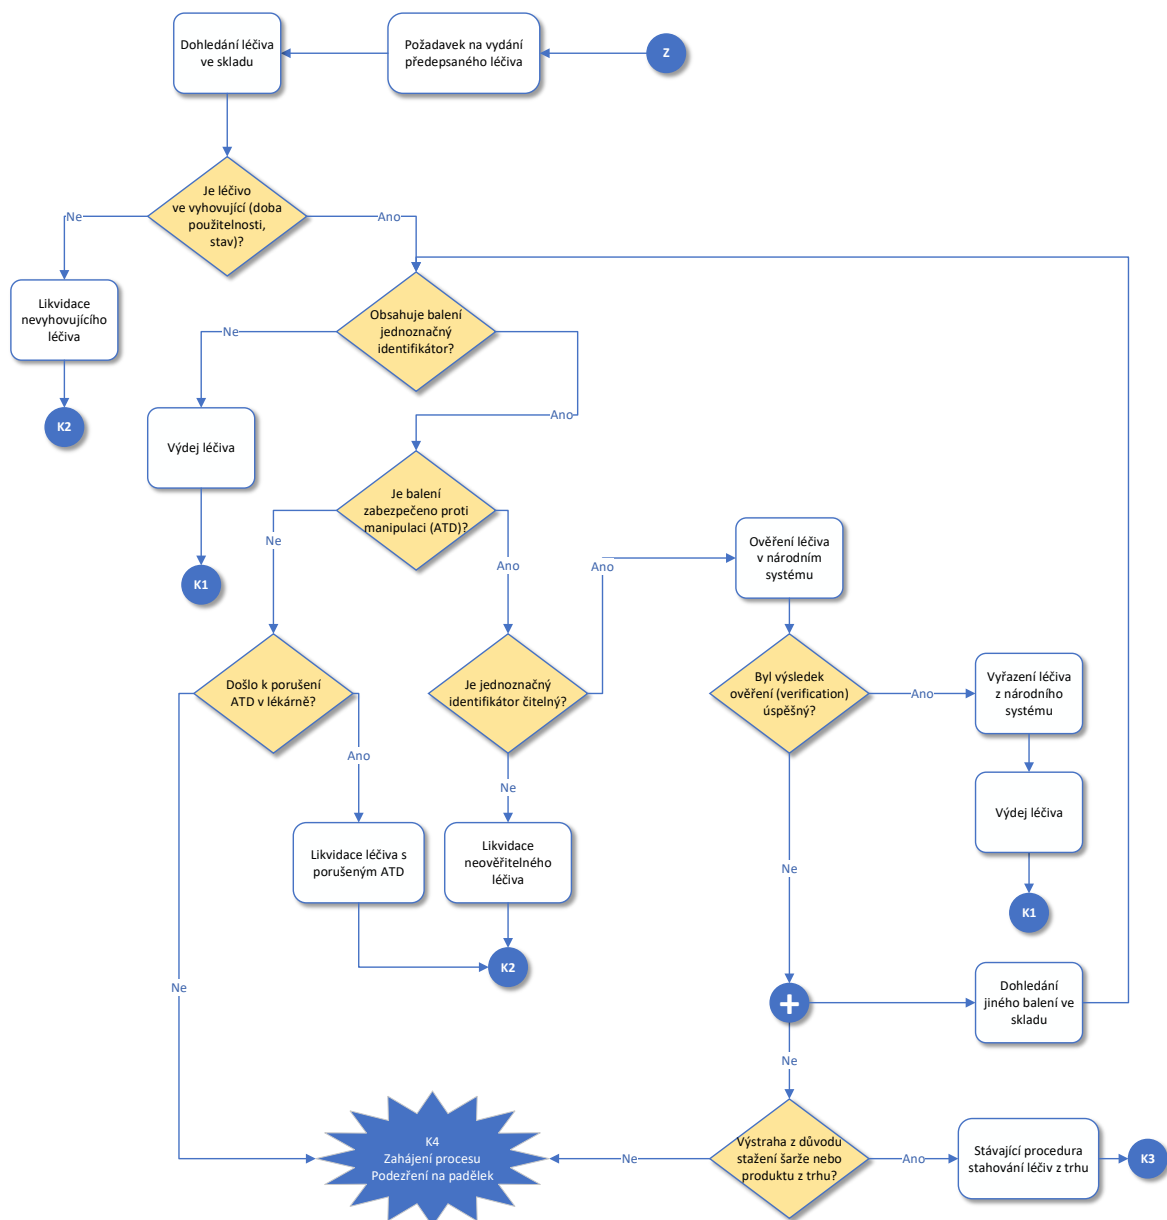 Dohledání léčiva
ve skladu
Požadavek na vydání
předepsaného léčiva
Z
Je léčivo
ve vyhovující (doba
použitelnosti,
stav)?
Ne
Ano
Likvidace
nevyhovujícího
léčiva
K2
Obsahuje balení
jednoznačný
identifikátor?
Ne
Ano
Výdej léčiva
K1
Je balení
zabezpečeno proti
manipulaci (ATD)?
Ne
Ano
Ano
Ověření léčiva
v národním
systému
Došlo k porušení
ATD v lékárně?
Je jednoznačný
identifikátor čitelný?
Byl výsledek
ověření (verification)
úspěšný?
Ano
Vyřazení léčiva
z národního
systému
Ano
Ne
Výdej léčiva
Likvidace léčiva s
porušeným ATD
Likvidace
neověřitelného
léčiva
Ne
K1
K2
Ne
+
Dohledání
jiného balení ve
skladu
Ne
K4
Zahájení procesu
Podezření na padělek
Ne
Výstraha z důvodu
stažení šarže nebo
produktu z trhu?
Ano
Stávající procedura
stahování léčiv z trhu
K3